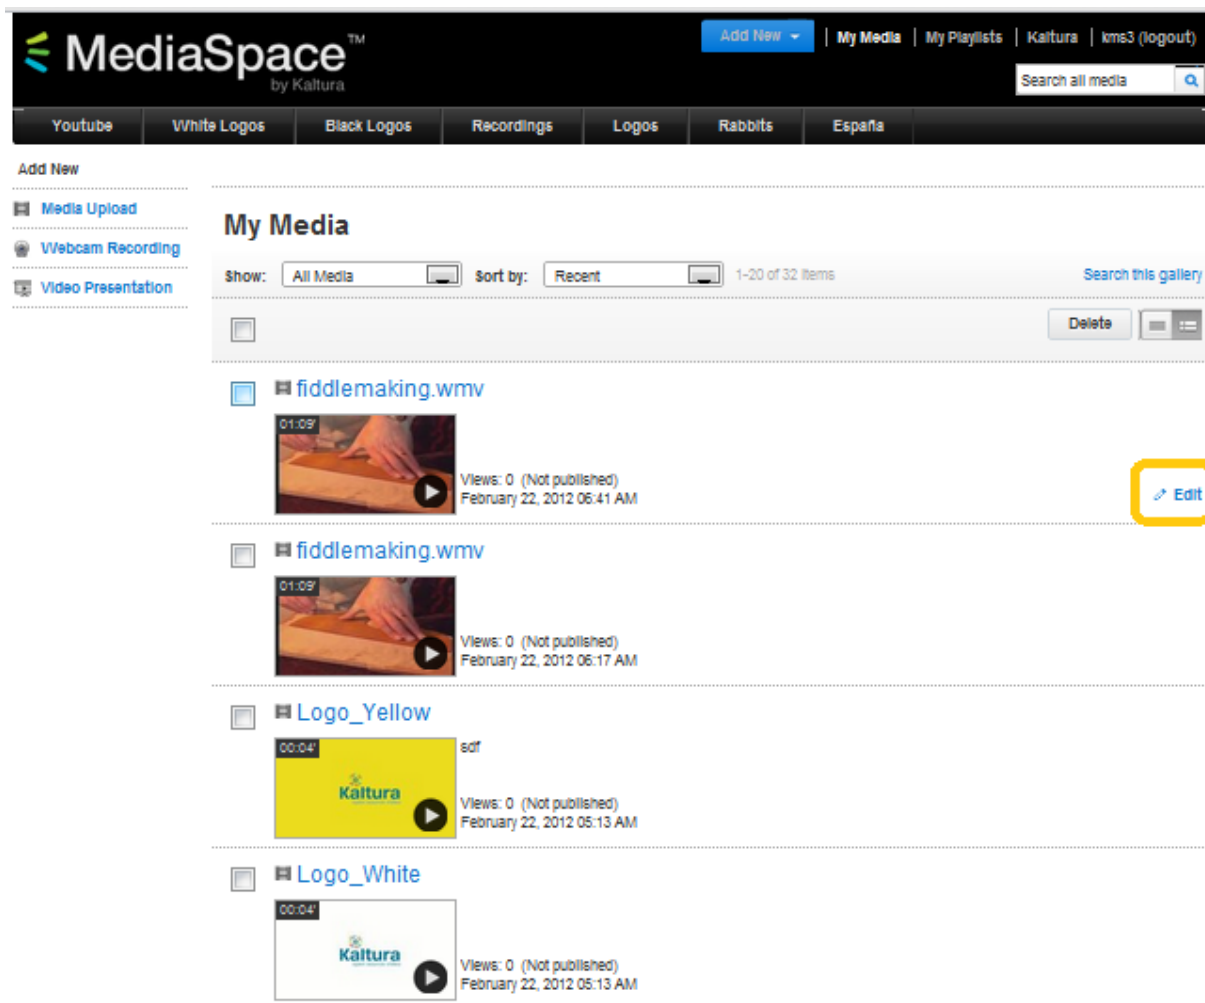 MediaSpace™
by Kaltura
Add New | My Media | My Playlists | Kaltura | kms3 (logout)
Search all media
Youtube White Logos Black Logos Recordings Logos Rabbits España
Add New
Media Upload
Webcam Recording
Video Presentation
My Media
Show: All Media Sort by: Recent 1-20 of 32 Items Search this gallery
Delete
fiddlemaking.wmv
01:09'
Views: 0 (Not published)
February 22, 2012 06:41 AM
Edit
fiddlemaking.wmv
01:09'
Views: 0 (Not published)
February 22, 2012 06:17 AM
Logo_Yellow
00:04'
sdf
Kaltura
Views: 0 (Not published)
February 22, 2012 05:13 AM
Logo_White
00:04'
Kaltura
Views: 0 (Not published)
February 22, 2012 05:13 AM